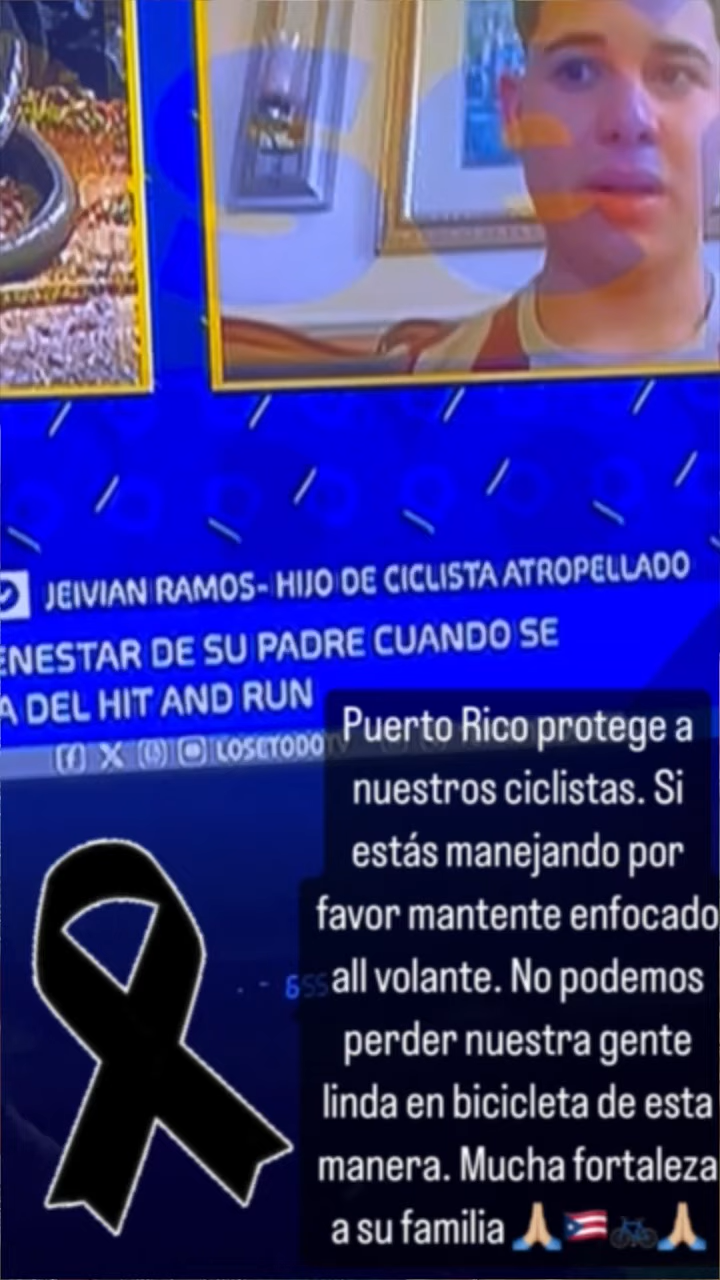 JEIVIAN RAMOS- HIJO DE CICLISTA ATROPELLADO
ENESTAR DE SU PADRE CUANDO SE
A DEL HIT AND RUN
LOSETODOTV
Puerto Rico protege a
nuestros ciclistas. Si
estás manejando por
favor mantente enfocado
all volante. No podemos
perder nuestra gente
linda en bicicleta de esta
manera. Mucha fortaleza
a su familia 🙏🏼🇵🇷🚲🙏🏼